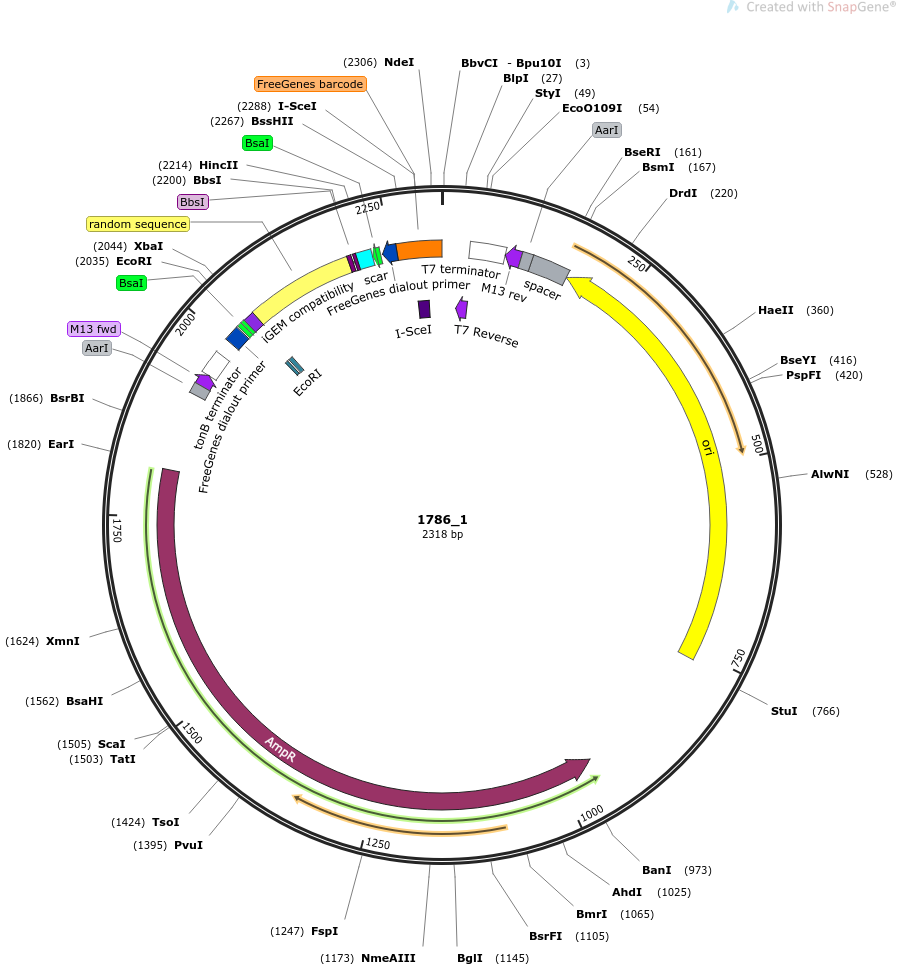 Created with SnapGene®
(2306) NdeI
BbvCI - Bpu10I (3)
BlpI (27)
FreeGenes barcode
StyI (49)
(2288) I-SceI
EcoO109I (54)
(2267) BssHII
AarI
BsaI
BseRI (161)
(2214) HincII
BsmI (167)
(2200) BbsI
DrdI (220)
BbsI
2250
random sequence
(2044) XbaI
(2035) EcoRI
250
T7 terminator
scar
M13 rev
spacer
FreeGenes dialout primer
iGEM compatibility
BsaI
HaeII (360)
2000
I-SceI
T7 Reverse
M13 fwd
AarI
BseYI (416)
PspFI (420)
EcoRI
tonB terminator
FreeGenes dialout primer
(1866) BsrBI
(1820) EarI
500
ori
AlwNI (528)
1786_1
2318 bp
1750
(1624) XmnI
750
(1562) BsaHI
StuI (766)
1500
(1505) ScaI
(1503) TatI
AmpR
(1424) TsoI
1000
(1395) PvuI
1250
BanI (973)
AhdI (1025)
BmrI (1065)
(1247) FspI
BsrFI (1105)
(1173) NmeAIII
BglI (1145)